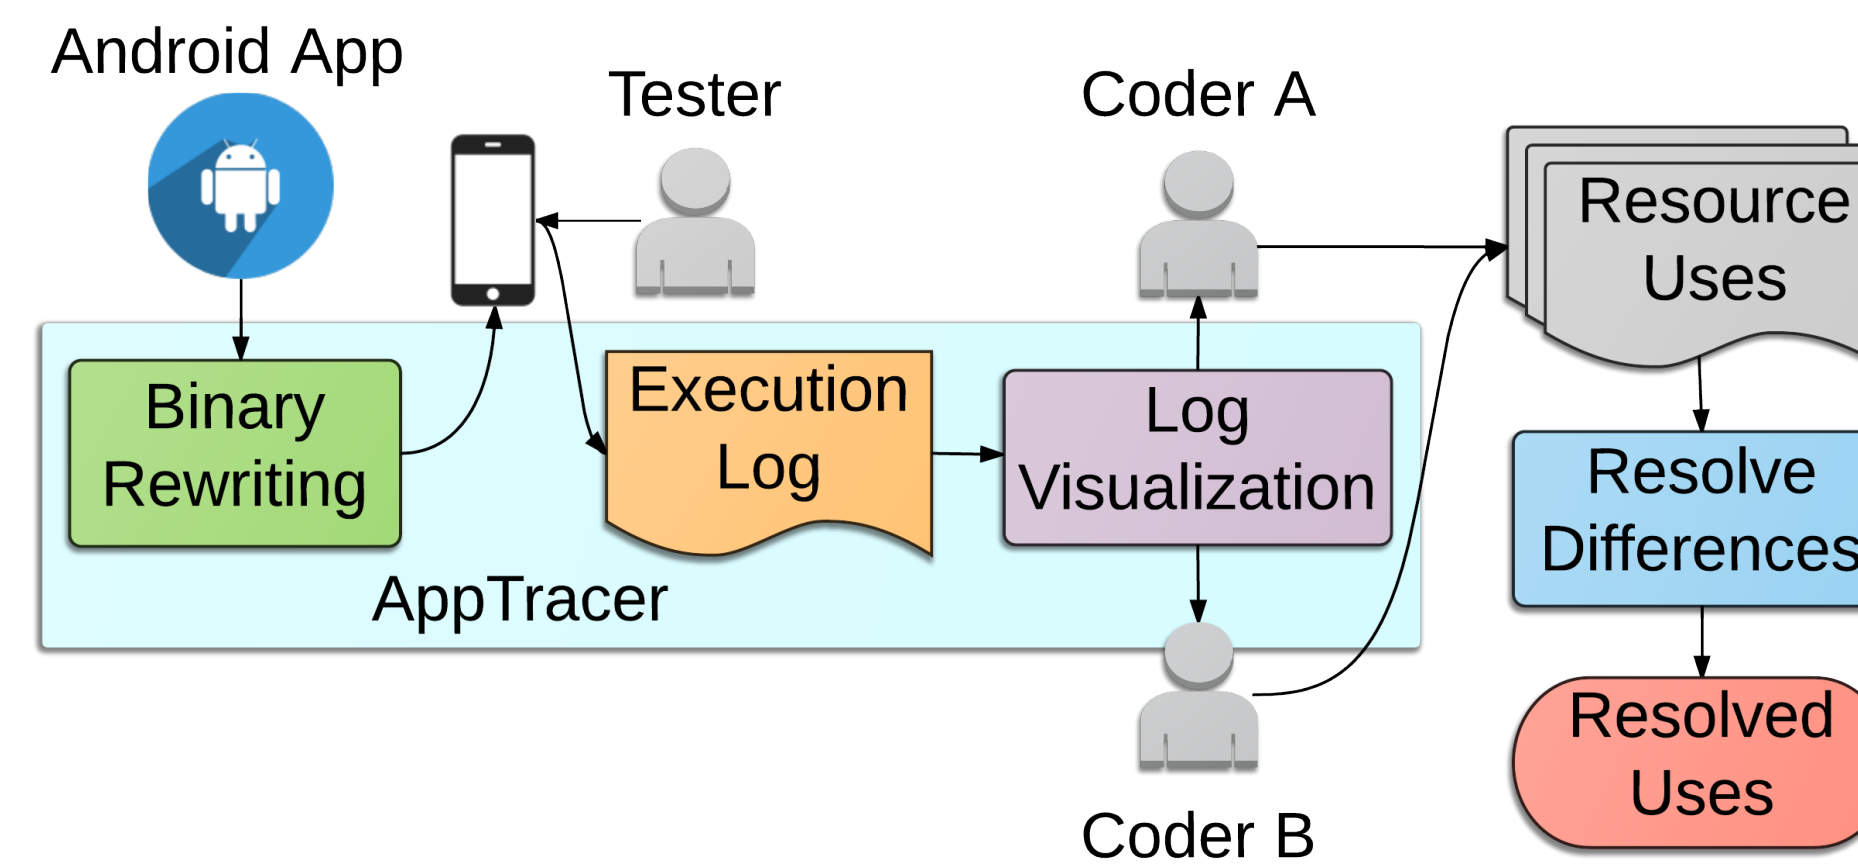 Android App
Tester
Coder A
Resource
Uses
Binary
Rewriting
Execution
Log
Log
Visualization
Resolve
Differences
AppTracer
Resolved
Uses
Coder B